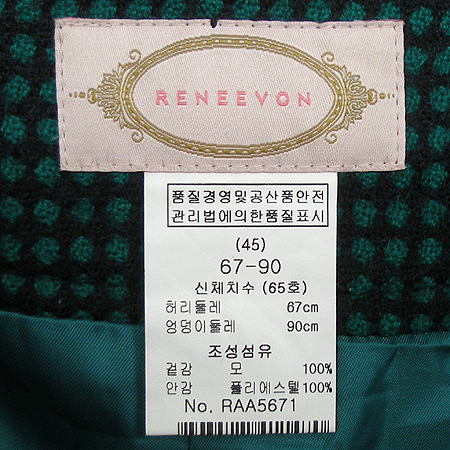 RENEEVON
품질경영및공산품안전
관리법에의한품질표시
(45)
67-90
신체치수 (65호)
허리둘레 67cm
엉덩이둘레 90cm
조성섬유
겉감 모 100%
안감 폴리에스텔 100%
No. RAA5671